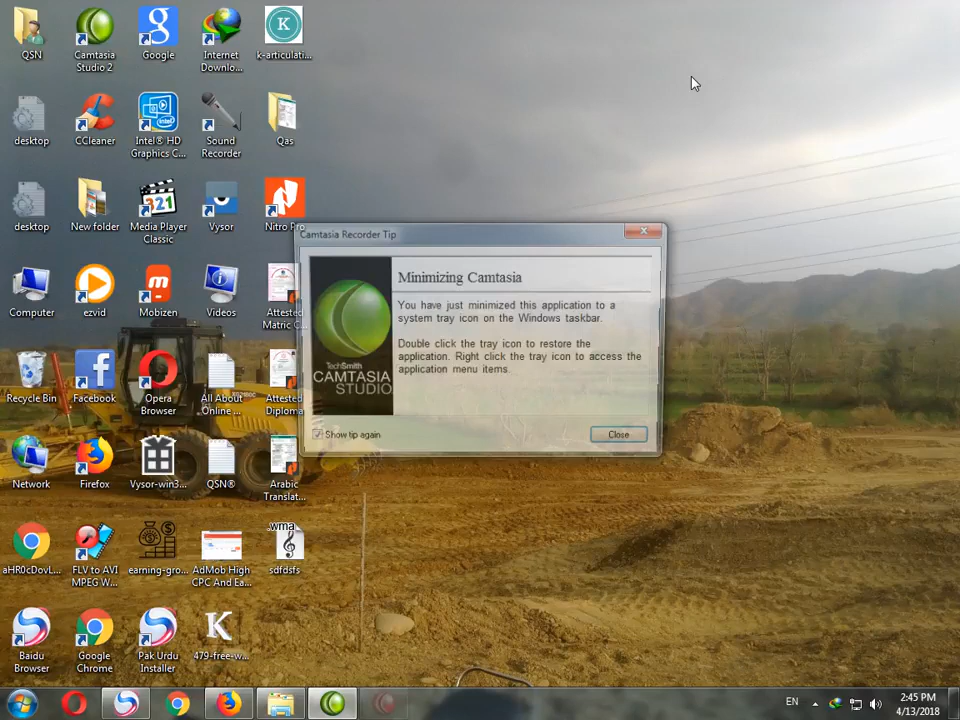 QSN
Camtasia
Studio 2
Google
Internet
Downlo...
k-articulati...
desktop
CCleaner
Intel® HD
Graphics C...
Sound
Recorder
Qas
desktop
New folder
Media Player
Classic
Vysor
Nitro Pro
Computer
ezvid
Mobizen
Videos
Attested
Matric C...
Recycle Bin
Facebook
Opera
Browser
All About
Online ...
Attested
Diploma
Network
Firefox
Vysor-win3...
QSN®
Arabic
Translat...
aHR0cDovL...
FLV to AVI
MPEG W...
earning-gro...
AdMob High
CPC And Ea...
.wma
sdfdsfs
Baidu
Browser
Google
Chrome
Pak Urdu
Installer
K
479-free-w...
Camtasia Recorder Tip
Minimizing Camtasia
You have just minimized this application to a
system tray icon on the Windows taskbar.
Double click the tray icon to restore the
application. Right click the tray icon to access the
application menu items.
TechSmith
CAMTASIA
STUDIO
Show tip again
Close
EN
2:45 PM
4/13/2018